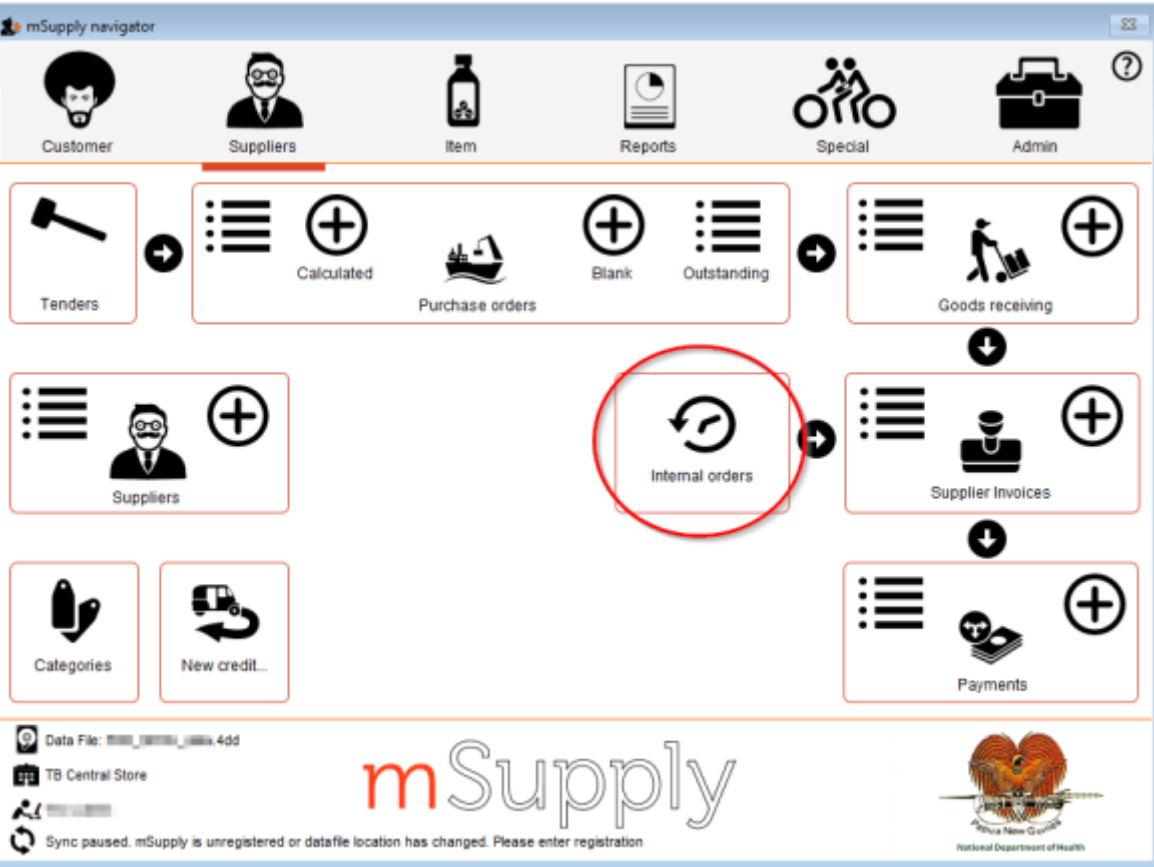 mSupply navigator
Customer
Suppliers
Item
Reports
Special
Admin
?
Calculated
Blank
Outstanding
Tenders
Purchase orders
Goods receiving
Internal orders
Suppliers
Supplier Invoices
Categories
New credit...
Payments
Data File: .4dd
TB Central Store
Sync paused. mSupply is unregistered or datafile location has changed. Please enter registration
mSupply
Papua New Guinea
National Department of Health